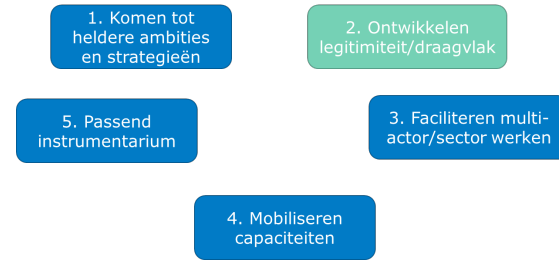 1. Komen tot
heldere ambities
en strategieën
2. Ontwikkelen
legitimiteit/draagvlak
3. Faciliteren multi-
actor/sector werken
4. Mobiliseren
capaciteiten
5. Passend
instrumentarium